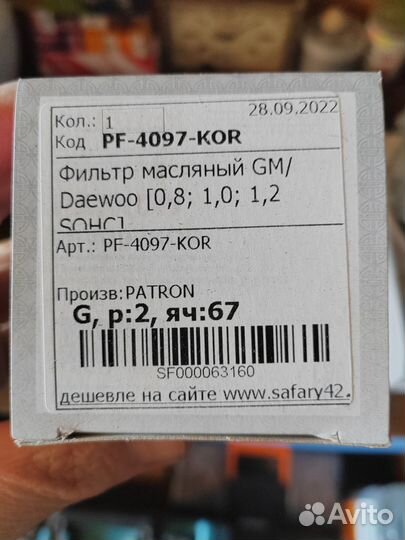 Кол.: 1 28.09.2022
Код PF-4097-KOR
Фильтр масляный GM/
Daewoo [0,8; 1,0; 1,2
SOHC]
Арт.: PF-4097-KOR
Произв:PATRON
G, р:2, яч:67
SF000063160
дешевле на сайте www.safary42.
Avito